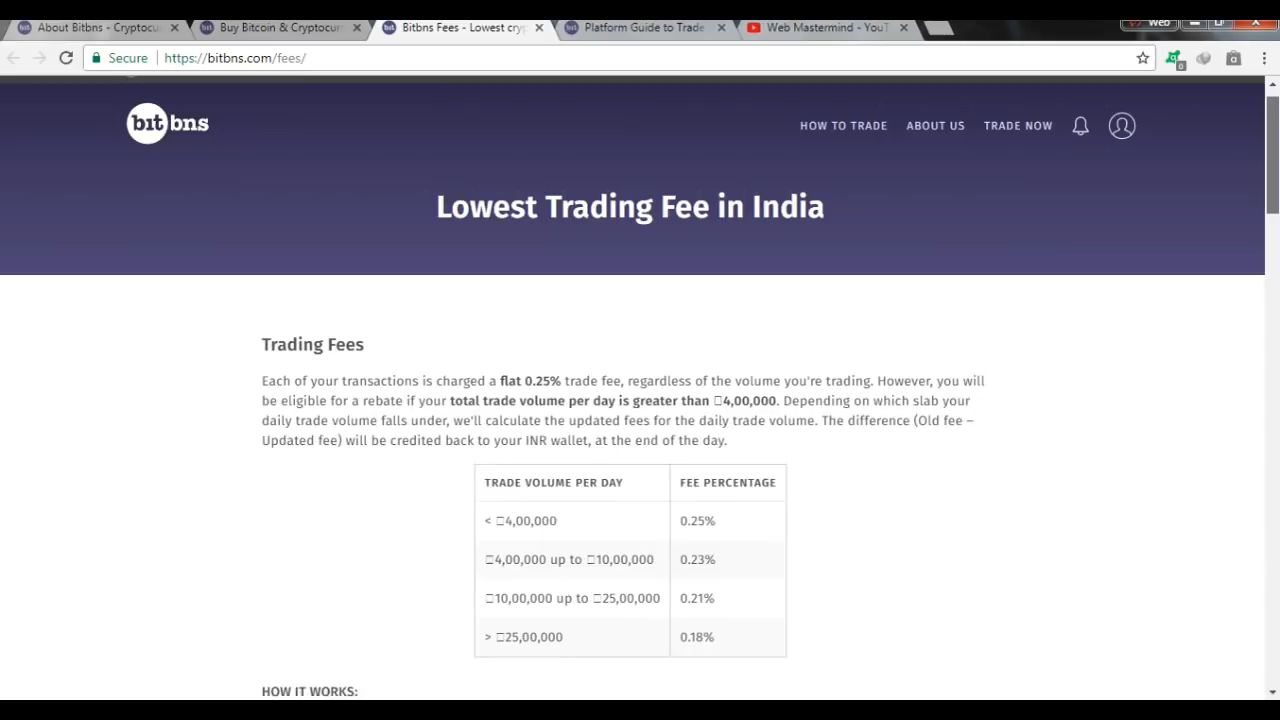 About Bitbns - Cryptocu
Buy Bitcoin & Cryptocur
Bitbns Fees - Lowest cryp
Platform Guide to Trade
Web Mastermind - YouT
Web
Secure
https://bitbns.com/fees/
0
bitbns
HOW TO TRADE
ABOUT US
TRADE NOW
Lowest Trading Fee in India
Trading Fees
Each of your transactions is charged a flat 0.25% trade fee, regardless of the volume you're trading. However, you will
be eligible for a rebate if your total trade volume per day is greater than □4,00,000. Depending on which slab your
daily trade volume falls under, we'll calculate the updated fees for the daily trade volume. The difference (Old fee –
Updated fee) will be credited back to your INR wallet, at the end of the day.
TRADE VOLUME PER DAY FEE PERCENTAGE
< □4,00,000 0.25%
□4,00,000 up to □10,00,000 0.23%
□10,00,000 up to □25,00,000 0.21%
> □25,00,000 0.18%
HOW IT WORKS: